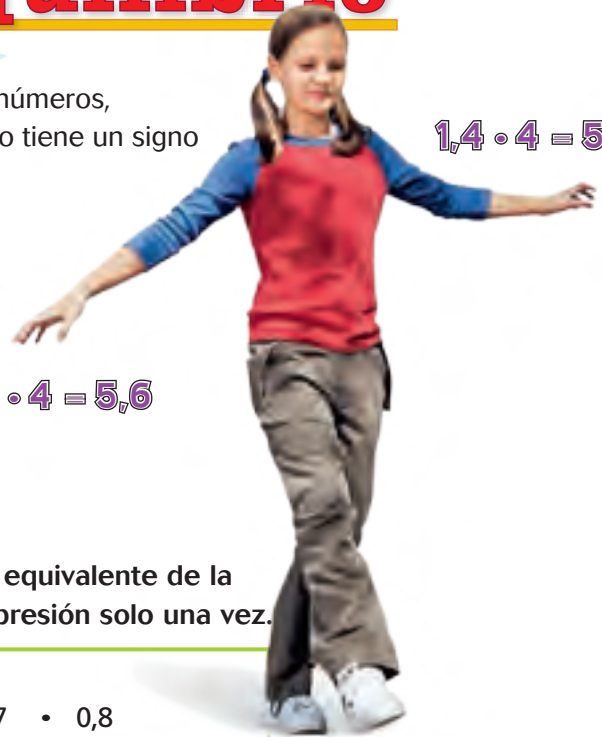 números,
o tiene un signo
1,4 • 4 = 5
• 4 = 5,6
equivalente de la
presión solo una vez.
7 • 0,8